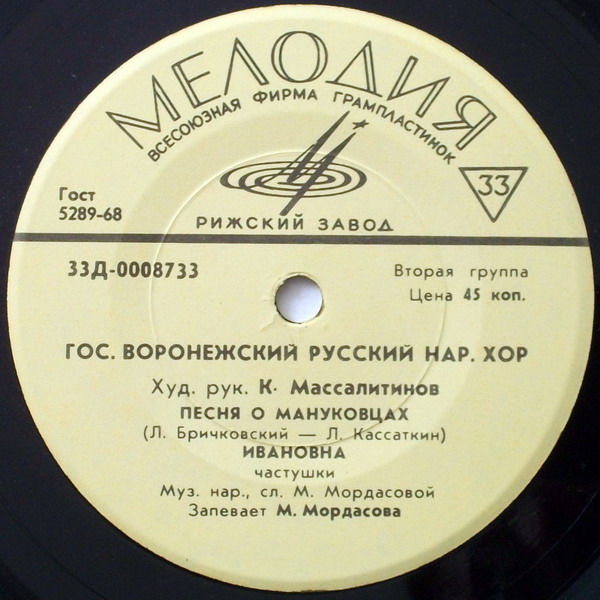 МЕЛОДИЯ
ВСЕСОЮЗНАЯ ФИРМА ГРАМПЛАСТИНОК
33
Гост
5289-68
РИЖСКИЙ ЗАВОД
33Д-0008733
Вторая группа
Цена 45 коп.
ГОС. ВОРОНЕЖСКИЙ РУССКИЙ НАР. ХОР
Худ. рук. К. Массалитинов
ПЕСНЯ О МАНУКОВЦАХ
(Л. Бричковский — Л. Кассаткин)
ИВАНОВНА
частушки
Муз. нар., сл. М. Мордасовой
Запевает М. Мордасова